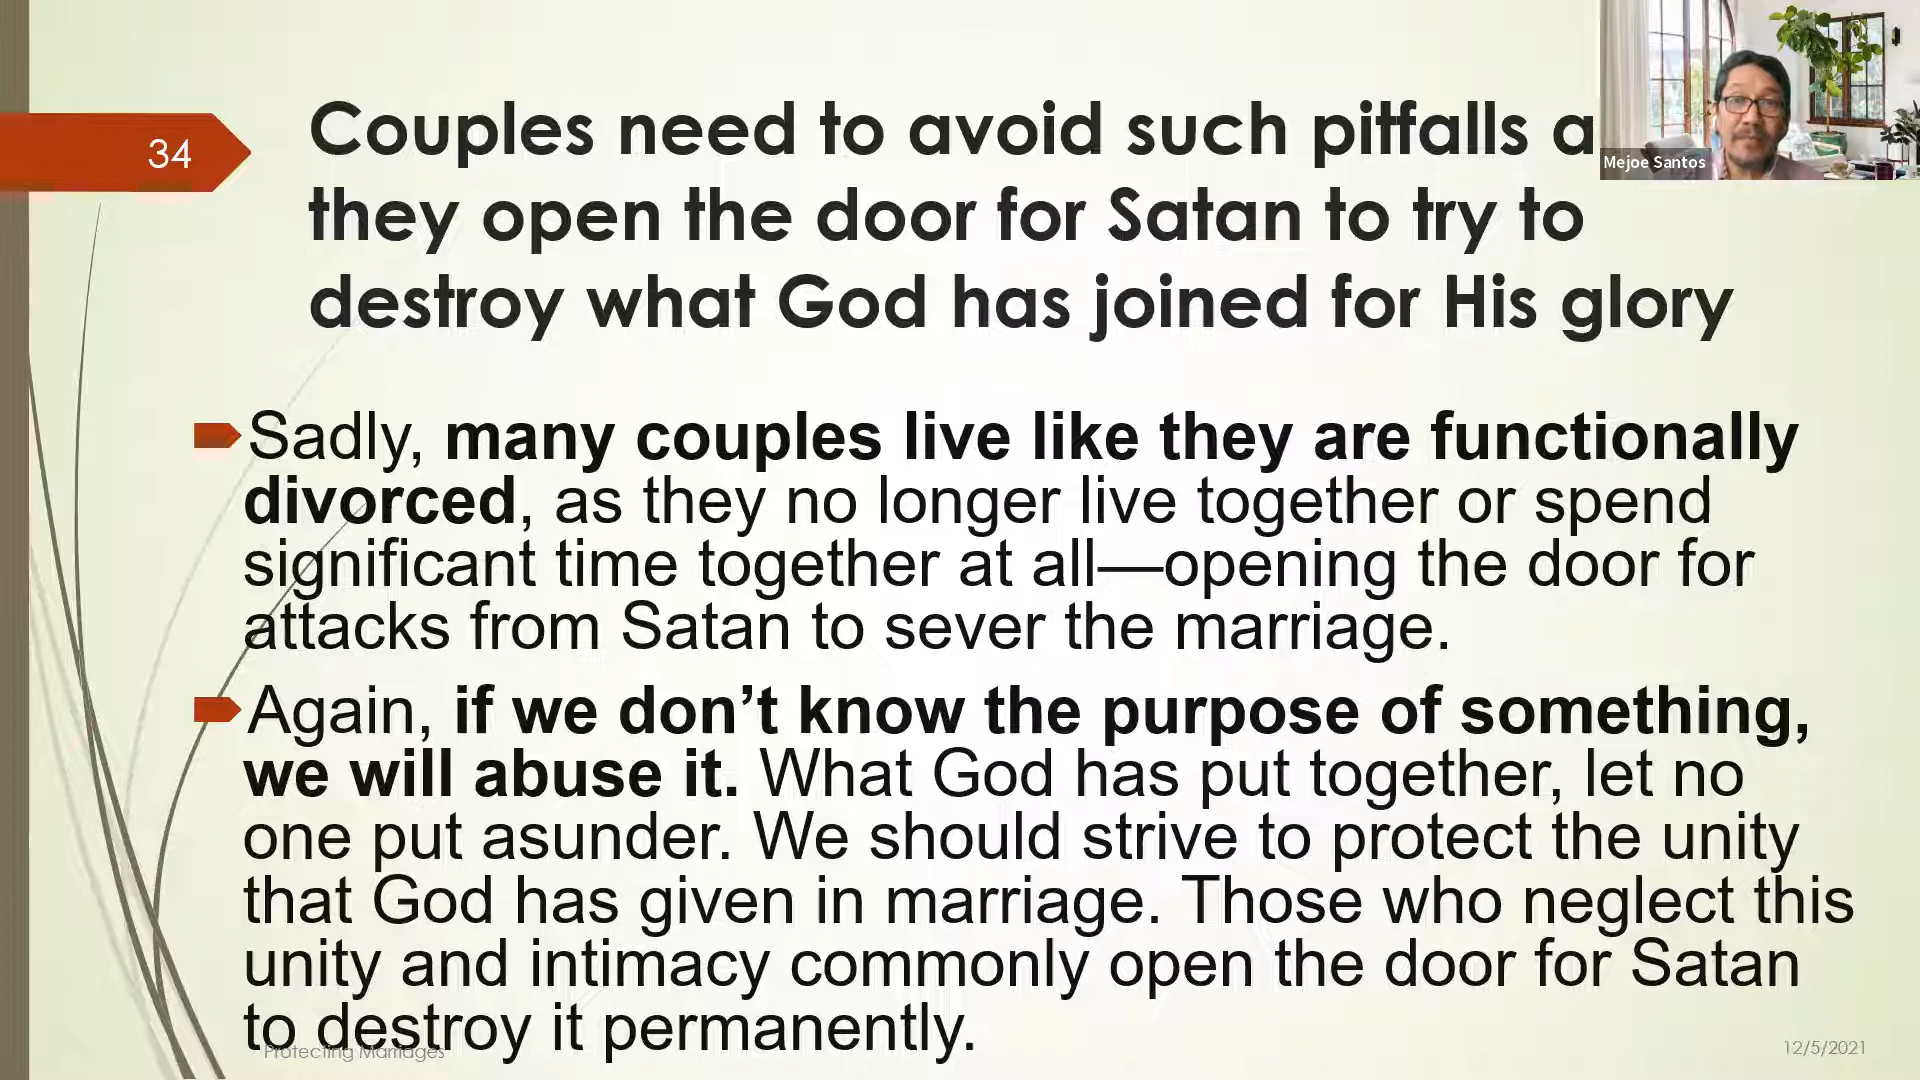 34
Couples need to avoid such pitfalls
they open the door for Satan to try to
destroy what God has joined for His glory
Mejoe Santos
Sadly, many couples live like they are functionally
divorced, as they no longer live together or spend
significant time together at all—opening the door for
attacks from Satan to sever the marriage.
Again, if we don’t know the purpose of something,
we will abuse it. What God has put together, let no
one put asunder. We should strive to protect the unity
that God has given in marriage. Those who neglect this
unity and intimacy commonly open the door for Satan
to destroy it permanently.
Protecting Marriages
12/5/2021